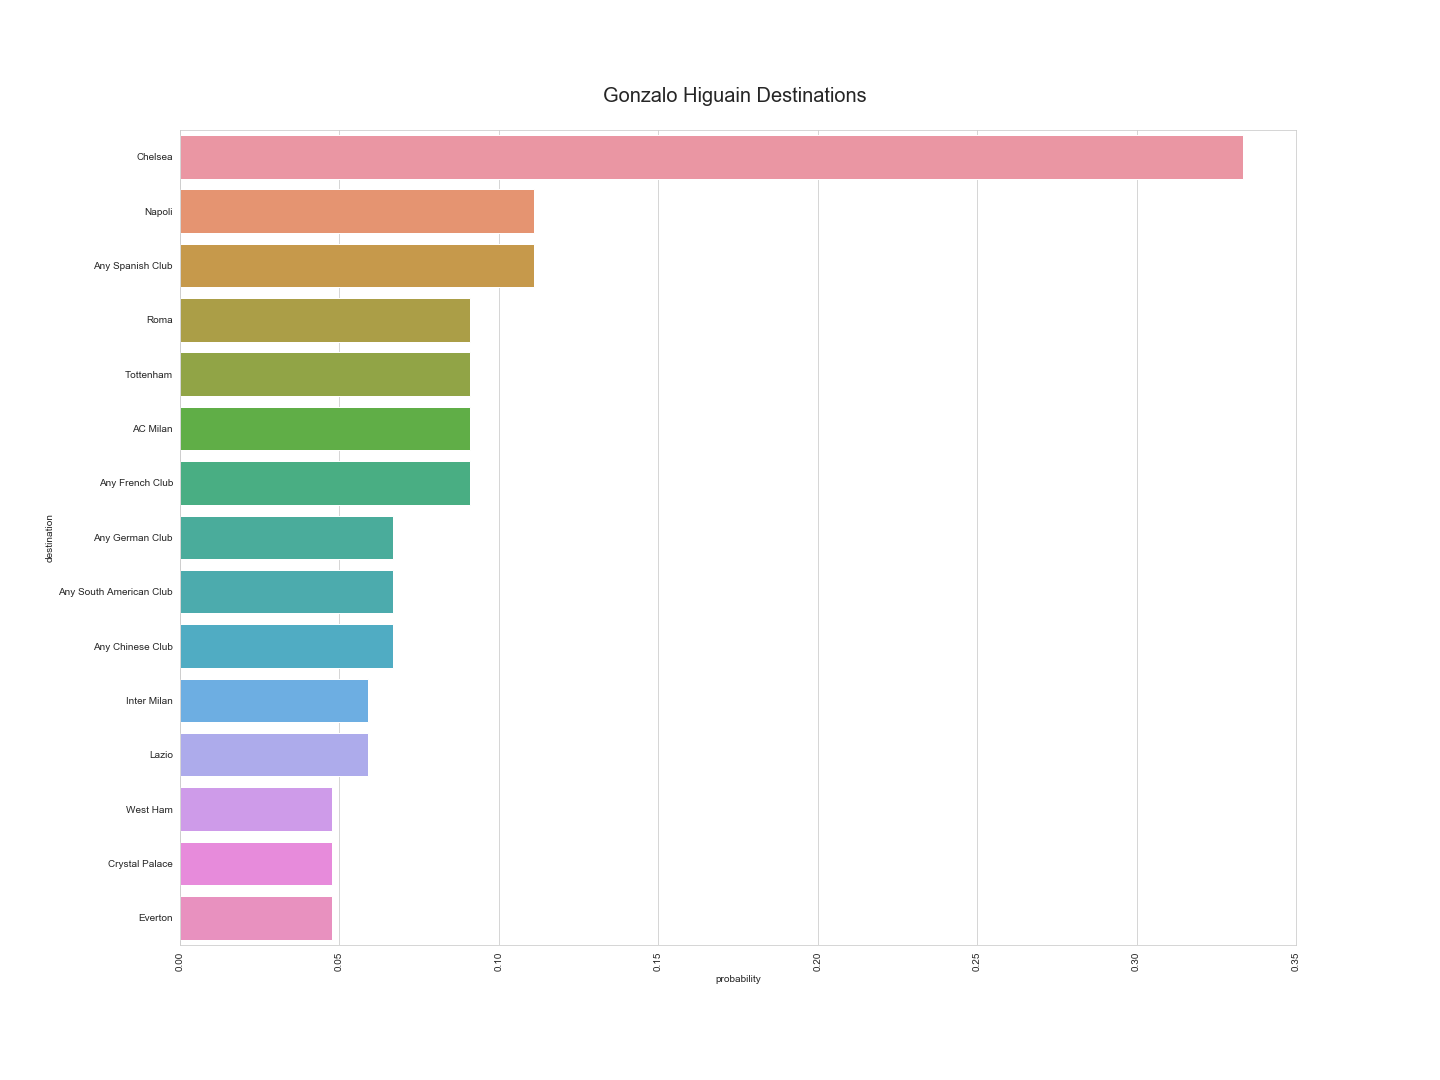 Gonzalo Higuain Destinations
Chelsea
Napoli
Any Spanish Club
Roma
Tottenham
AC Milan
Any French Club
Any German Club
Any South American Club
Any Chinese Club
Inter Milan
Lazio
West Ham
Crystal Palace
Everton
destination
0.00
0.05
0.10
0.15
0.20
0.25
0.30
0.35
probability